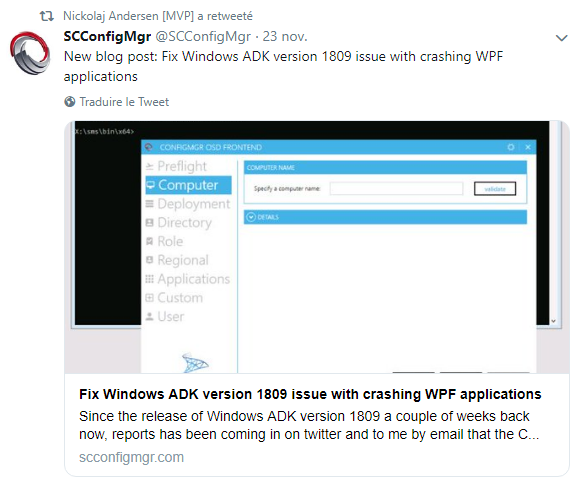 Nickolaj Andersen [MVP] a retweeté
SCConfigMgr @SCConfigMgr · 23 nov.
New blog post: Fix Windows ADK version 1809 issue with crashing WPF
applications
Traduire le Tweet
X:\sms\bin\x64>
CONFIGMGR OSD FRONTEND
Preflight
Computer
Deployment
Directory
Role
Regional
Applications
Custom
User
COMPUTER NAME
Specify a computer name:
validate
DETAILS
Fix Windows ADK version 1809 issue with crashing WPF applications
Since the release of Windows ADK version 1809 a couple of weeks back
now, reports has been coming in on twitter and to me by email that the C...
scconfigmgr.com